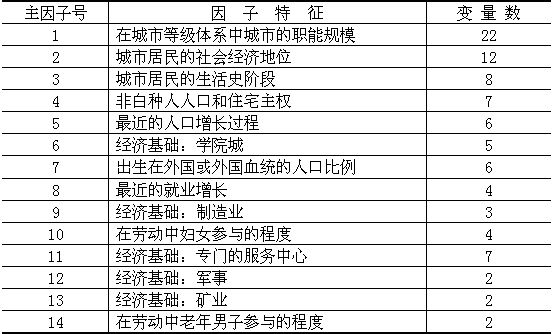 主因子号 因 子 特 征 变 量 数
1 在城市等级体系中城市的职能规模 22
2 城市居民的社会经济地位 12
3 城市居民的生活史阶段 8
4 非白种人人口和住宅主权 7
5 最近的人口增长过程 6
6 经济基础：学院城 5
7 出生在外国或外国血统的人口比例 6
8 最近的就业增长 4
9 经济基础：制造业 3
10 在劳动中妇女参与的程度 4
11 经济基础：专门的服务中心 7
12 经济基础：军事 2
13 经济基础：矿业 2
14 在劳动中老年男子参与的程度 2